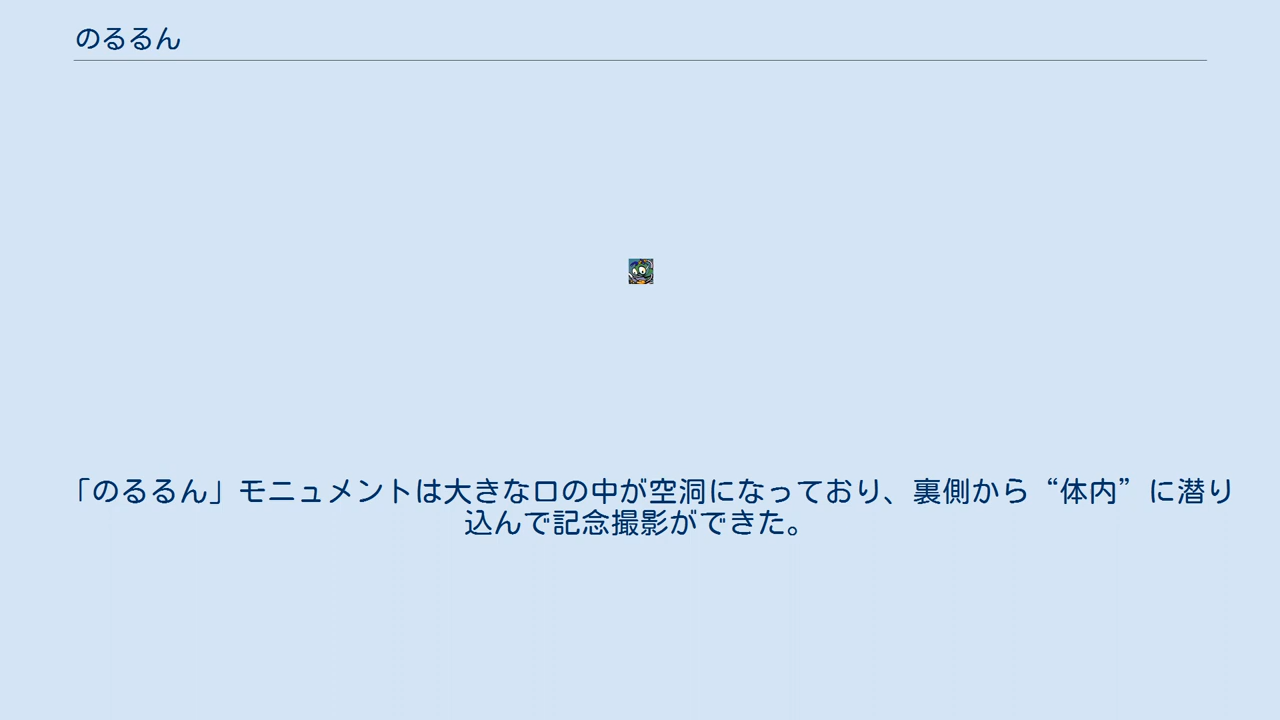 のるるん
「のるるん」モニュメントは大きな口の中が空洞になっており、裏側から“体内”に潜り
込んで記念撮影ができた。